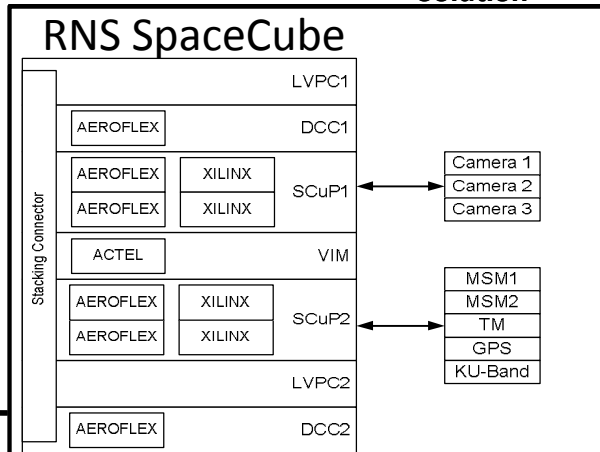 RNS SpaceCube
LVPC1
AEROFLEX DCC1
AEROFLEX XILINX
SCuP1
AEROFLEX XILINX
Camera 1
Camera 2
Camera 3
Stacking Connector
ACTEL VIM
AEROFLEX XILINX
SCuP2
AEROFLEX XILINX
MSM1
MSM2
TM
GPS
KU-Band
LVPC2
AEROFLEX DCC2